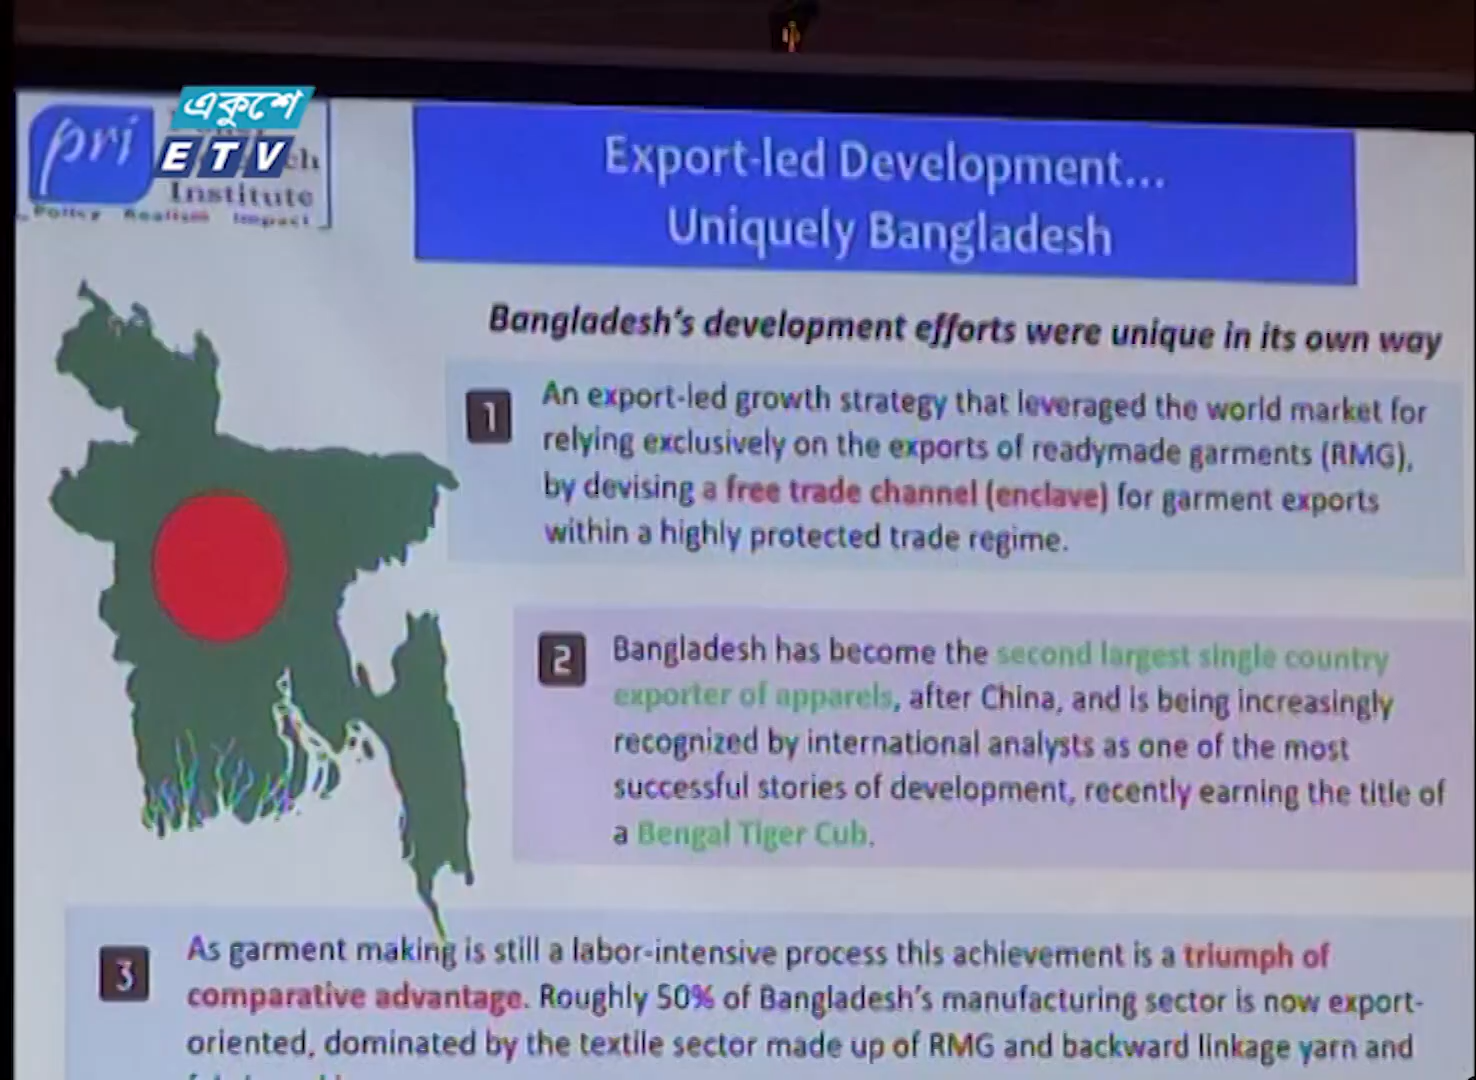 একুশে
ETV
pri
Institute
Policy Realism Impact
Export-led Development...
Uniquely Bangladesh
Bangladesh's development efforts were unique in its own way
1
An export-led growth strategy that leveraged the world market for
relying exclusively on the exports of readymade garments (RMG),
by devising a free trade channel (enclave) for garment exports
within a highly protected trade regime.
2
Bangladesh has become the second largest single country
exporter of apparels, after China, and is being increasingly
recognized by international analysts as one of the most
successful stories of development, recently earning the title of
a Bengal Tiger Cub.
3
As garment making is still a labor-intensive process this achievement is a triumph of
comparative advantage. Roughly 50% of Bangladesh's manufacturing sector is now export-
oriented, dominated by the textile sector made up of RMG and backward linkage yarn and